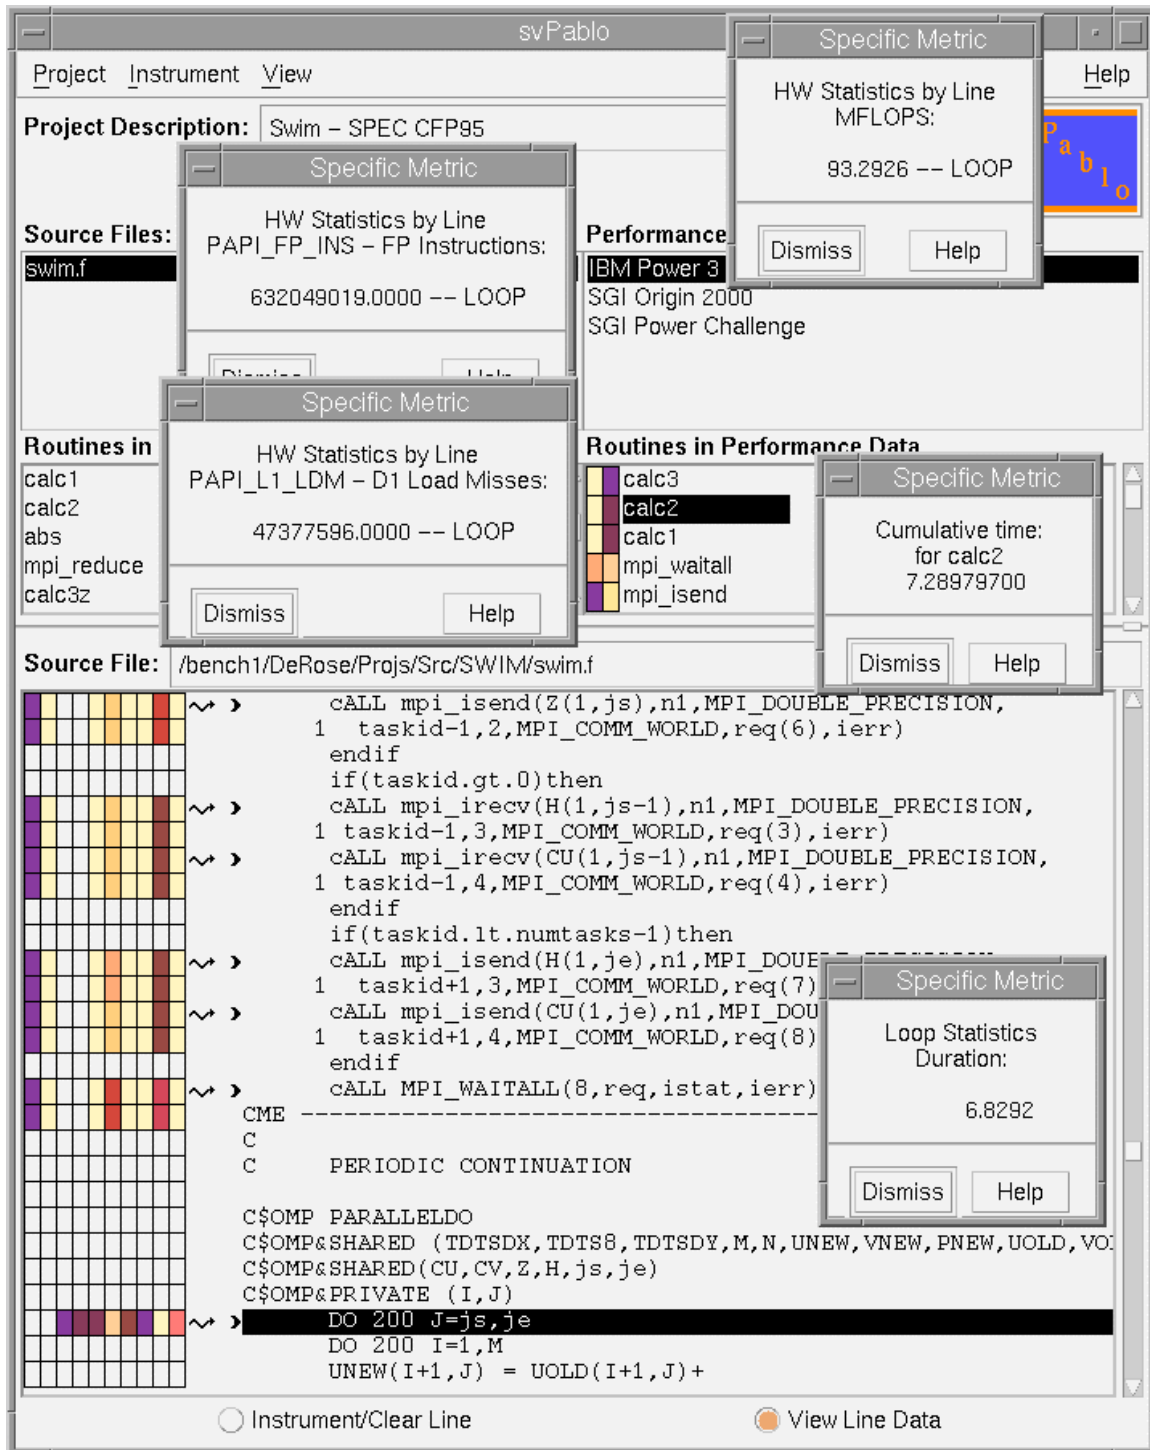 svPablo
Project Instrument View
Help
Project Description: Swim – SPEC CFP95
Pablo
Specific Metric
HW Statistics by Line
MFLOPS:
93.2926 –– LOOP
Dismiss Help
Specific Metric
HW Statistics by Line
PAPI_FP_INS – FP Instructions:
632049019.0000 –– LOOP
Dismiss Help
Source Files:
swim.f
Performance
IBM Power 3
SGI Origin 2000
SGI Power Challenge
Specific Metric
HW Statistics by Line
PAPI_L1_LDM – D1 Load Misses:
47377596.0000 –– LOOP
Dismiss Help
Routines in
calc1
calc2
abs
mpi_reduce
calc3z
Routines in Performance Data
calc3
calc2
calc1
mpi_waitall
mpi_isend
Specific Metric
Cumulative time:
for calc2
7.28979700
Dismiss Help
Source File: /bench1/DeRose/Projs/Src/SWIM/swim.f
cALL mpi_isend(Z(1,js),n1,MPI_DOUBLE_PRECISION,
1 taskid-1,2,MPI_COMM_WORLD,req(6),ierr)
endif
if(taskid.gt.0)then
cALL mpi_irecv(H(1,js-1),n1,MPI_DOUBLE_PRECISION,
1 taskid-1,3,MPI_COMM_WORLD,req(3),ierr)
cALL mpi_irecv(CU(1,js-1),n1,MPI_DOUBLE_PRECISION,
1 taskid-1,4,MPI_COMM_WORLD,req(4),ierr)
endif
if(taskid.lt.numtasks-1)then
cALL mpi_isend(H(1,je),n1,MPI_DOUBLE_PRECISION,
1 taskid+1,3,MPI_COMM_WORLD,req(7)
cALL mpi_isend(CU(1,je),n1,MPI_DOU
1 taskid+1,4,MPI_COMM_WORLD,req(8)
endif
cALL MPI_WAITALL(8,req,istat,ierr)
CME ------------------------------------
C
C PERIODIC CONTINUATION
C$OMP PARALLELDO
C$OMP&SHARED (TDTSDX,TDTS8,TDTSDY,M,N,UNEW,VNEW,PNEW,UOLD,VO
C$OMP&SHARED(CU,CV,Z,H,js,je)
C$OMP&PRIVATE (I,J)
DO 200 J=js,je
DO 200 I=1,M
UNEW(I+1,J) = UOLD(I+1,J)+
Specific Metric
Loop Statistics
Duration:
6.8292
Dismiss Help
Instrument/Clear Line
View Line Data